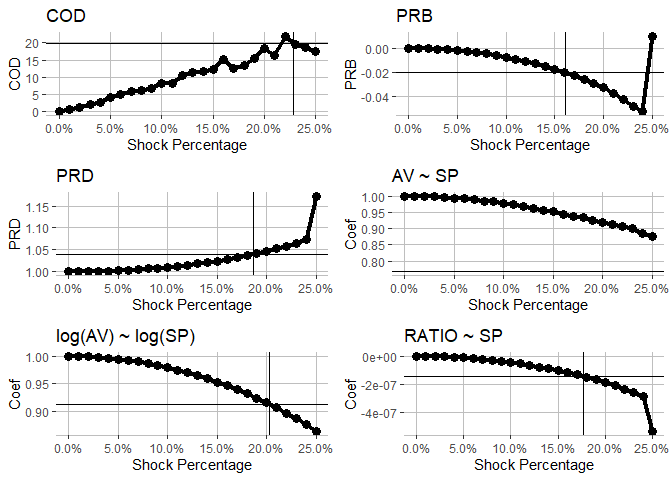 COD
COD
20
15
10
5
0
0.0% 5.0% 10.0% 15.0% 20.0% 25.0%
Shock Percentage
PRB
PRB
0.00
-0.02
-0.04
0.0% 5.0% 10.0% 15.0% 20.0% 25.0%
Shock Percentage
PRD
PRD
1.15
1.10
1.05
1.00
0.0% 5.0% 10.0% 15.0% 20.0% 25.0%
Shock Percentage
AV ~ SP
Coef
1.00
0.95
0.90
0.85
0.80
0.0% 5.0% 10.0% 15.0% 20.0% 25.0%
Shock Percentage
log(AV) ~ log(SP)
Coef
1.00
0.95
0.90
0.0% 5.0% 10.0% 15.0% 20.0% 25.0%
Shock Percentage
RATIO ~ SP
Coef
0e+00
-2e-07
-4e-07
0.0% 5.0% 10.0% 15.0% 20.0% 25.0%
Shock Percentage